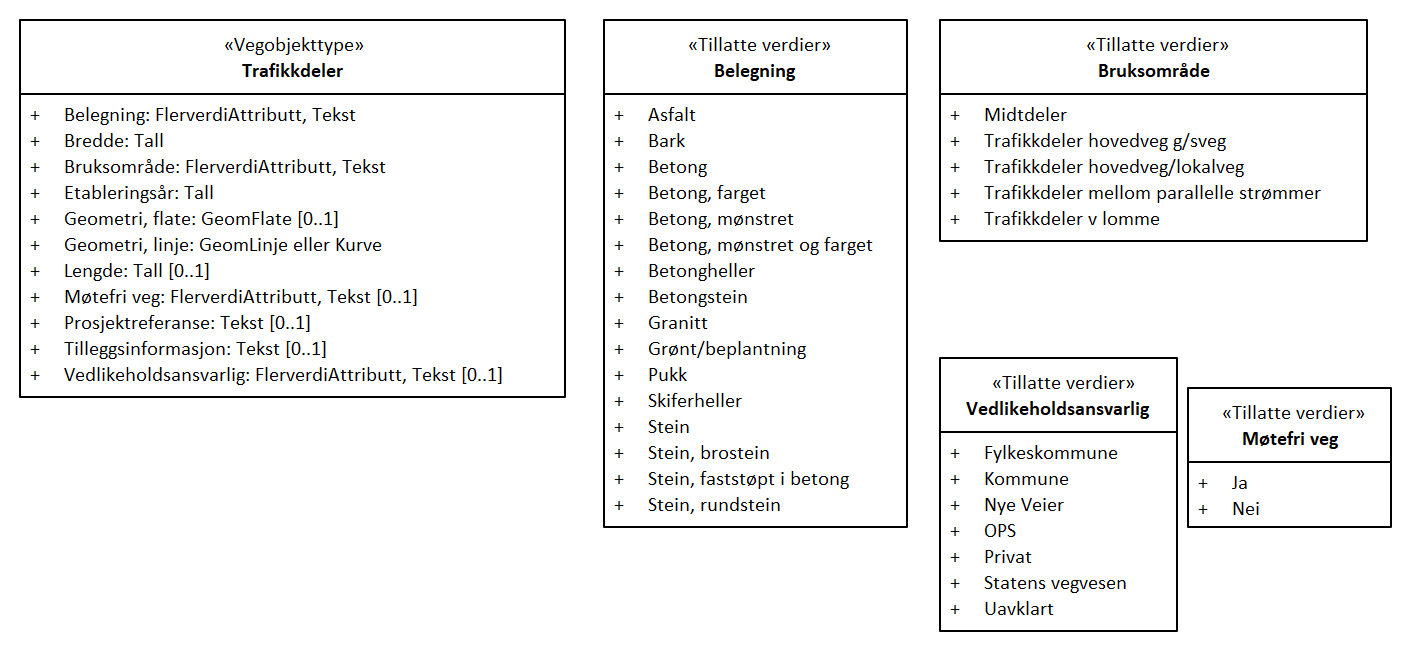 «Vegobjekttype»
Trafikkdeler
+ Belegning: FlerverdiAttributt, Tekst
+ Bredde: Tall
+ Bruksområde: FlerverdiAttributt, Tekst
+ Etableringsår: Tall
+ Geometri, flate: GeomFlate [0..1]
+ Geometri, linje: GeomLinje eller Kurve
+ Lengde: Tall [0..1]
+ Møtefri veg: FlerverdiAttributt, Tekst [0..1]
+ Prosjektreferanse: Tekst [0..1]
+ Tilleggsinformasjon: Tekst [0..1]
+ Vedlikeholdsansvarlig: FlerverdiAttributt, Tekst [0..1]
«Tillatte verdier»
Belegning
+ Asfalt
+ Bark
+ Betong
+ Betong, farget
+ Betong, mønstret
+ Betong, mønstret og farget
+ Betongheller
+ Betongstein
+ Granitt
+ Grønt/beplantning
+ Pukk
+ Skiferheller
+ Stein
+ Stein, brostein
+ Stein, faststøpt i betong
+ Stein, rundstein
«Tillatte verdier»
Bruksområde
+ Midtdeler
+ Trafikkdeler hovedveg g/sveg
+ Trafikkdeler hovedveg/lokalveg
+ Trafikkdeler mellom parallelle strømmer
+ Trafikkdeler v lomme
«Tillatte verdier»
Vedlikeholdsansvarlig
+ Fylkeskommune
+ Kommune
+ Nye Veier
+ OPS
+ Privat
+ Statens vegvesen
+ Uavklart
«Tillatte verdier»
Møtefri veg
+ Ja
+ Nei